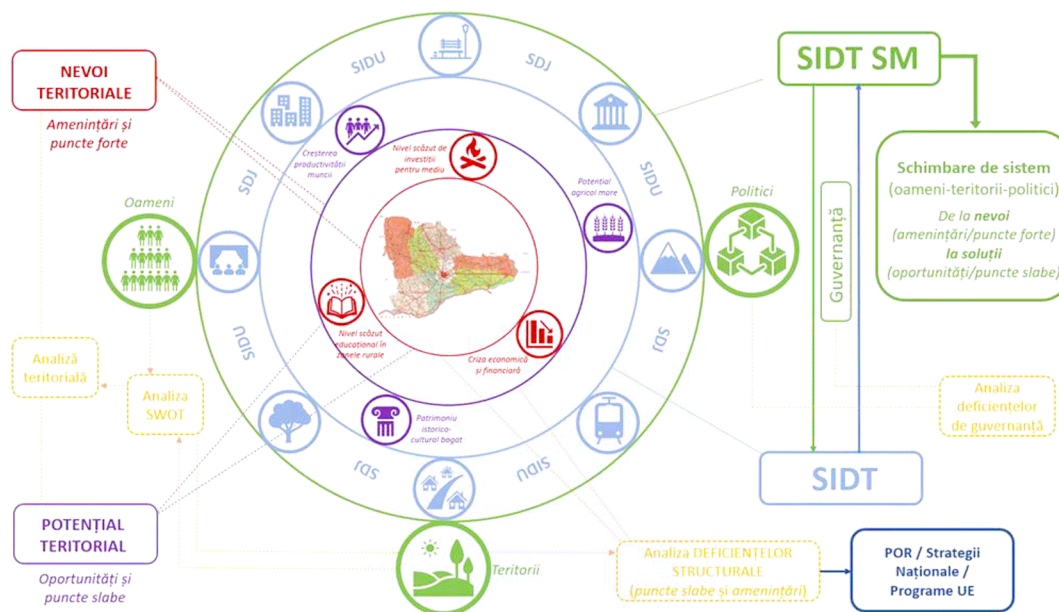 NEVOI
TERITORIALE
Amenințări și
puncte forte
Oameni
Analiză
teritorială
Analiza
SWOT
POTENȚIAL
TERITORIAL
Oportunități și
puncte slabe
SIDU
SDJ
SIDU
SDJ
SIDU
SDJ
SIDU
SDJ
Creșterea
productivității
muncii
Nivel scăzut de
investiții
pentru mediu
Potențial
agricol mare
Nivel scăzut
educațional în
zonele rurale
Criza economică
și financiară
Patrimoniu
istorico-
cultural bogat
Politici
Teritorii
SIDT SM
Guvernanță
Schimbare de sistem
(oameni-teritorii-politici)
De la nevoi
(amenințări/puncte forte)
la soluții
(oportunități/puncte slabe)
Analiza
deficiențelor
de guvernanță
SIDT
Analiza DEFICIENȚELOR
STRUCTURALE
(puncte slabe și amenințări)
POR / Strategii
Naționale /
Programe UE